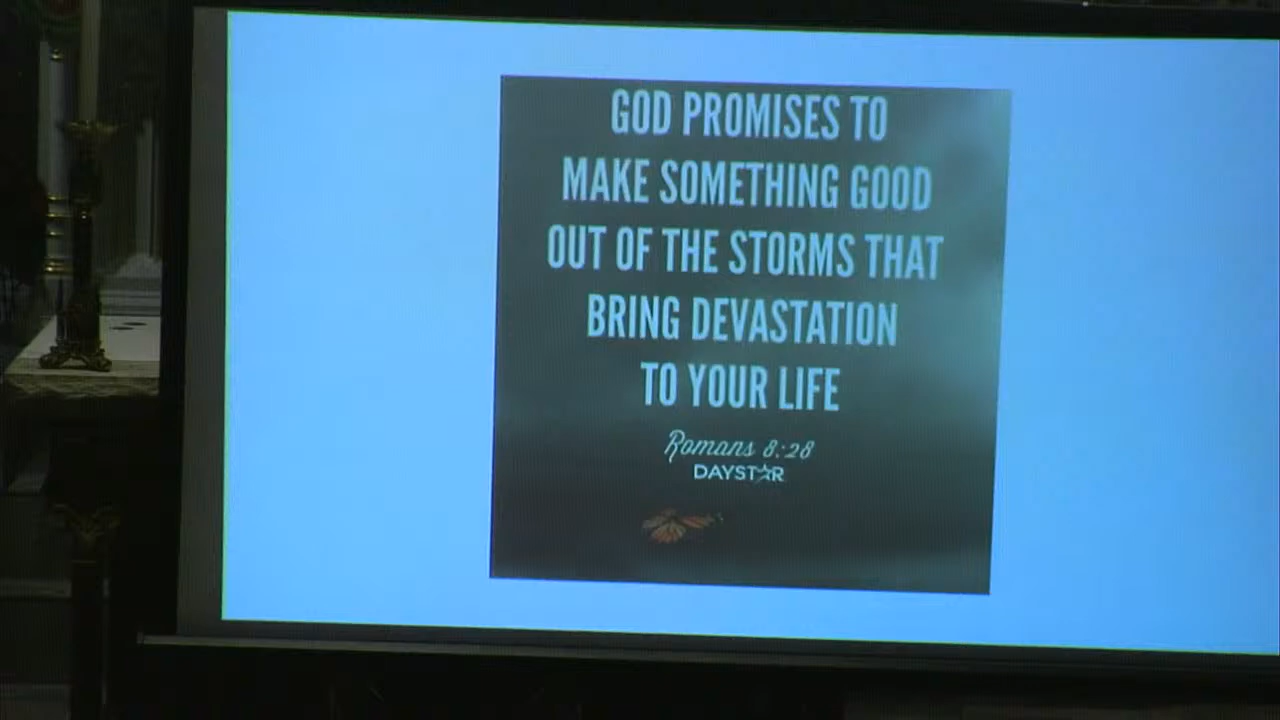 GOD PROMISES TO
MAKE SOMETHING GOOD
OUT OF THE STORMS THAT
BRING DEVASTATION
TO YOUR LIFE
Romans 8:28
DAYSTAR